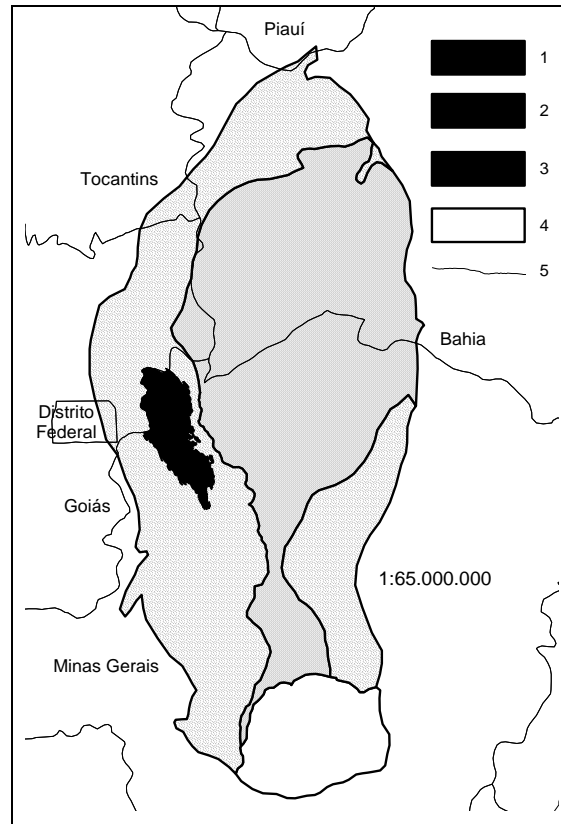 Piauí
1
2
Tocantins
3
4
5
Bahia
Distrito
Federal
Goiás
1:65.000.000
Minas Gerais